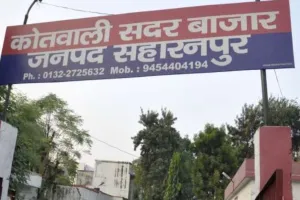 कोतवाली सदर बाजार
जनपद सहारनपुर
Ph. : 0132-2725632 Mob. : 9454404194